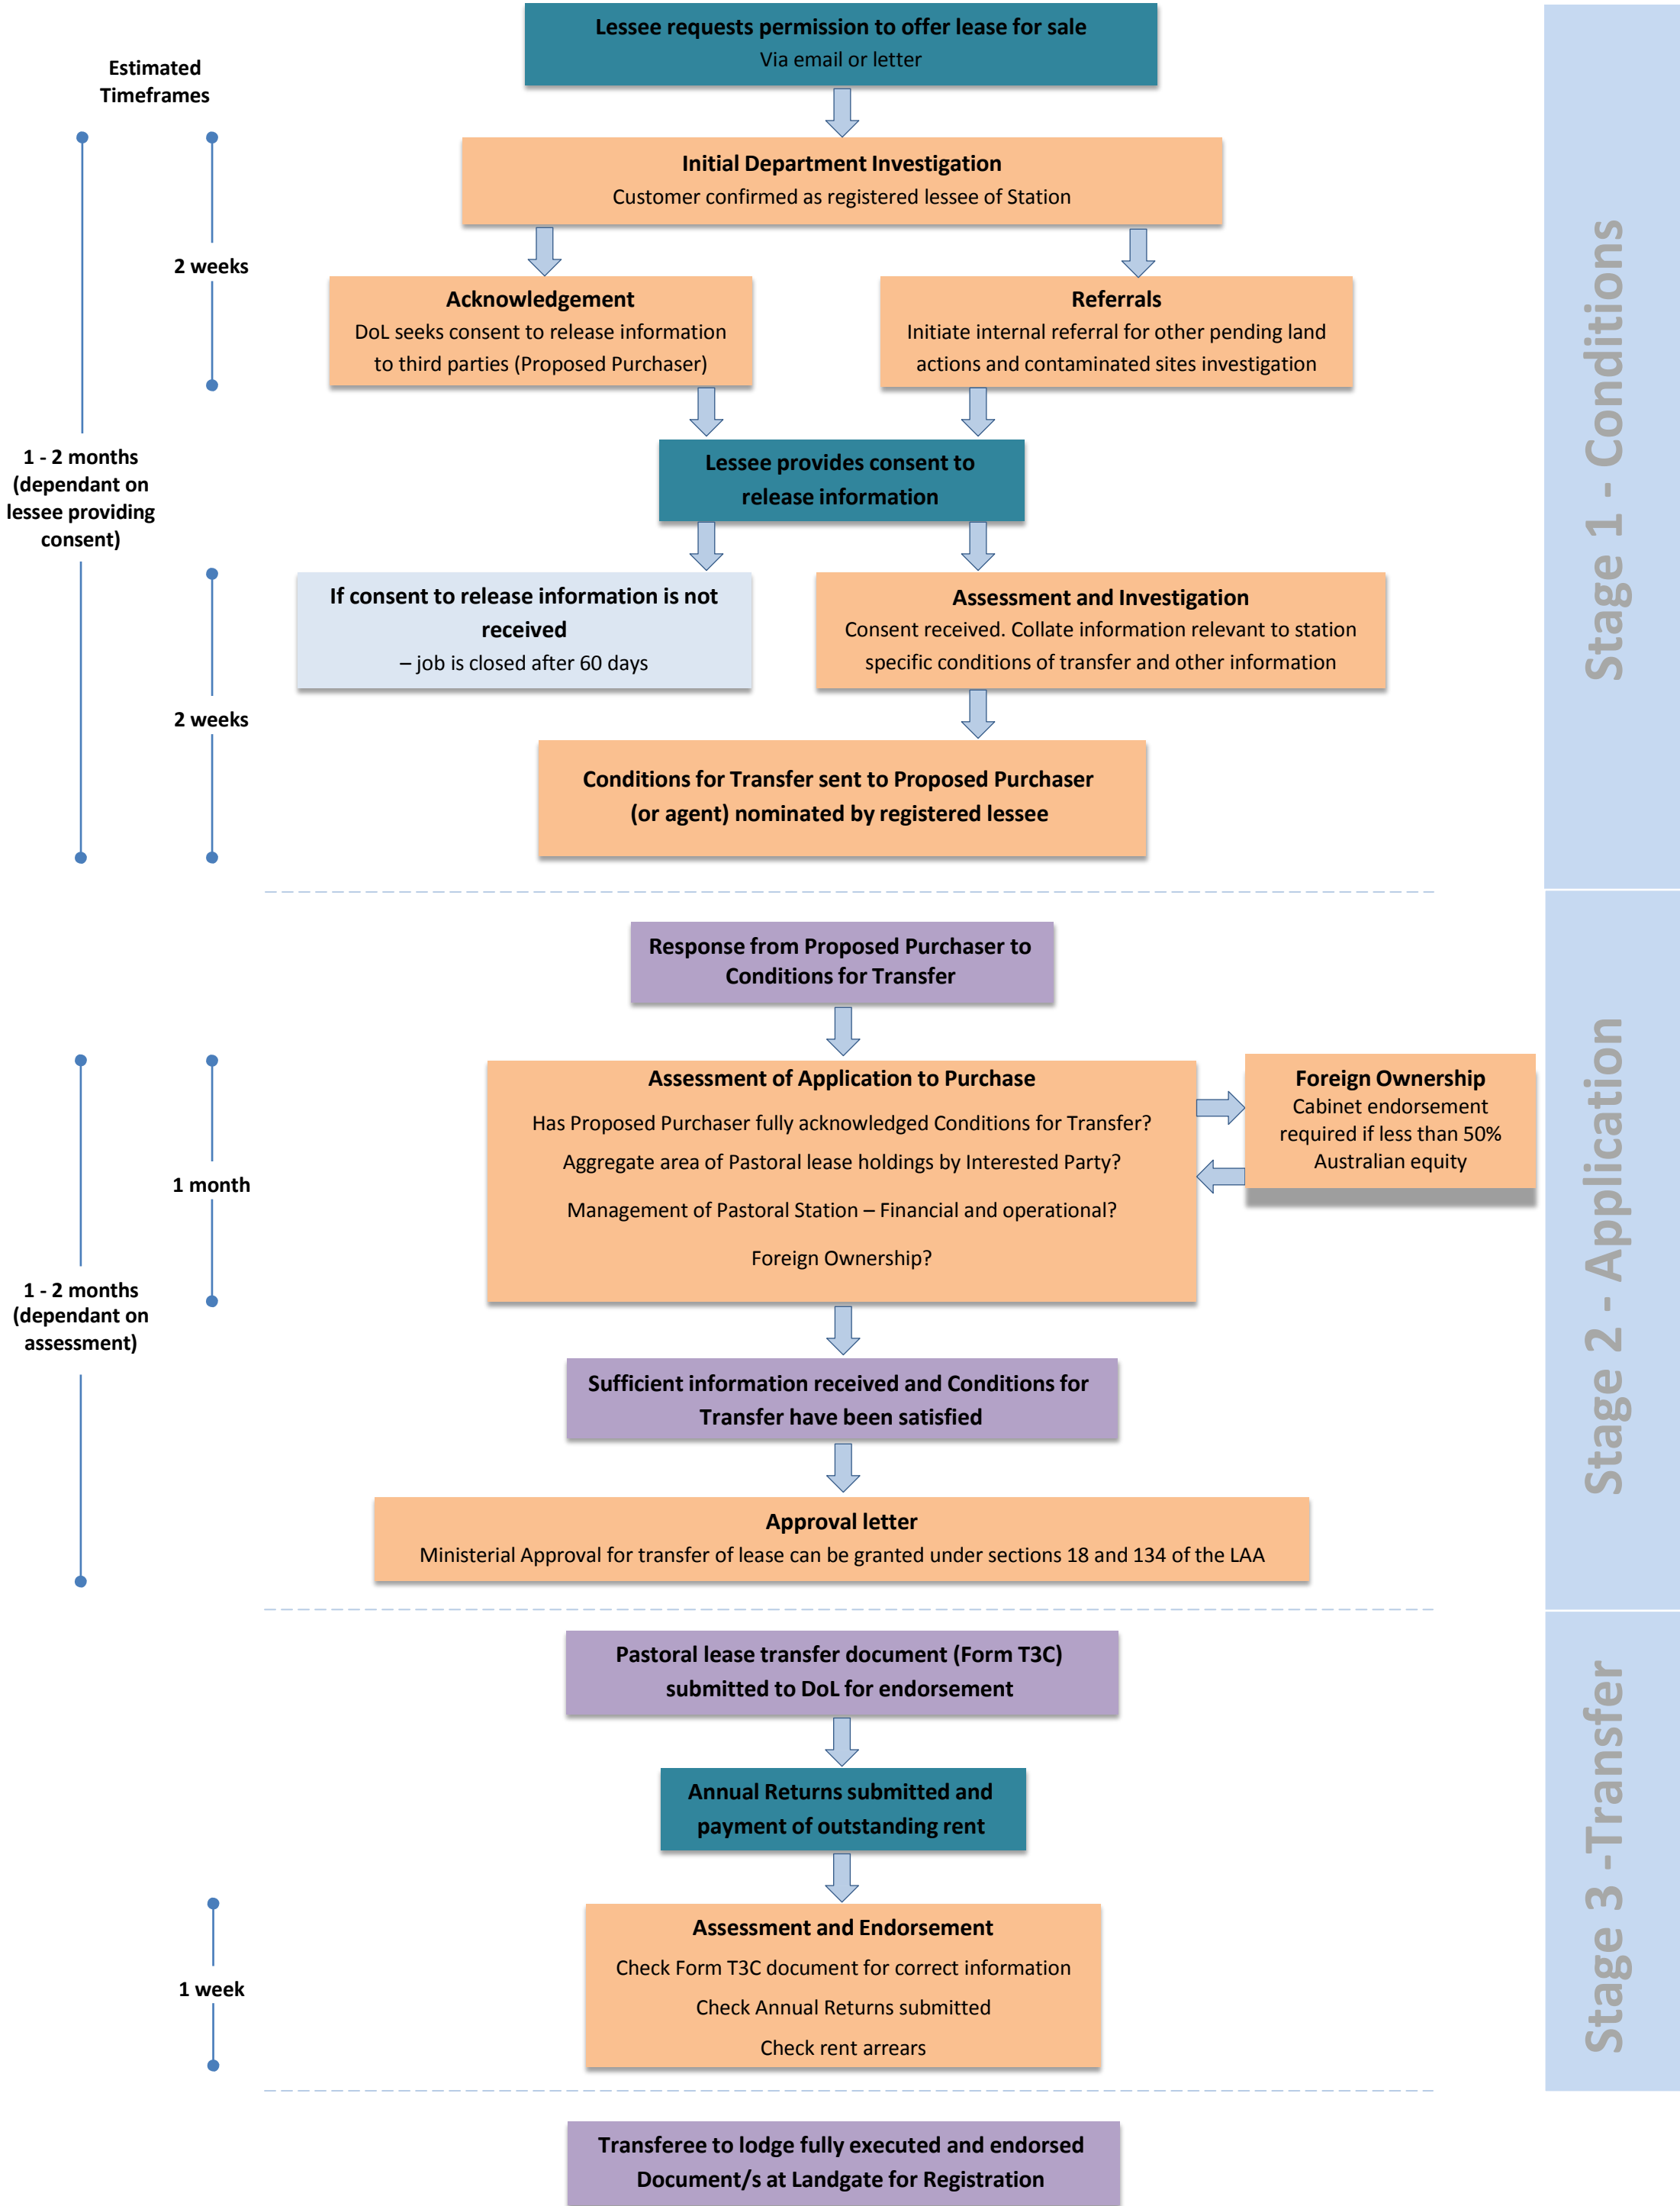 Lessee requests permission to offer lease for sale
Via email or letter
Estimated
Timeframes
Initial Department Investigation
Customer confirmed as registered lessee of Station
2 weeks
Acknowledgement
DoL seeks consent to release information
to third parties (Proposed Purchaser)
Referrals
Initiate internal referral for other pending land
actions and contaminated sites investigation
1 - 2 months
(dependant on
lessee providing
consent)
Lessee provides consent to
release information
If consent to release information is not
received
– job is closed after 60 days
Assessment and Investigation
Consent received. Collate information relevant to station
specific conditions of transfer and other information
2 weeks
Conditions for Transfer sent to Proposed Purchaser
(or agent) nominated by registered lessee
Stage 1 - Conditions
Response from Proposed Purchaser to
Conditions for Transfer
Assessment of Application to Purchase
Has Proposed Purchaser fully acknowledged Conditions for Transfer?
Aggregate area of Pastoral lease holdings by Interested Party?
Management of Pastoral Station – Financial and operational?
Foreign Ownership?
Foreign Ownership
Cabinet endorsement
required if less than 50%
Australian equity
1 month
1 - 2 months
(dependant on
assessment)
Sufficient information received and Conditions for
Transfer have been satisfied
Approval letter
Ministerial Approval for transfer of lease can be granted under sections 18 and 134 of the LAA
Stage 2 - Application
Pastoral lease transfer document (Form T3C)
submitted to DoL for endorsement
Annual Returns submitted and
payment of outstanding rent
Assessment and Endorsement
Check Form T3C document for correct information
Check Annual Returns submitted
Check rent arrears
1 week
Stage 3 -Transfer
Transferee to lodge fully executed and endorsed
Document/s at Landgate for Registration